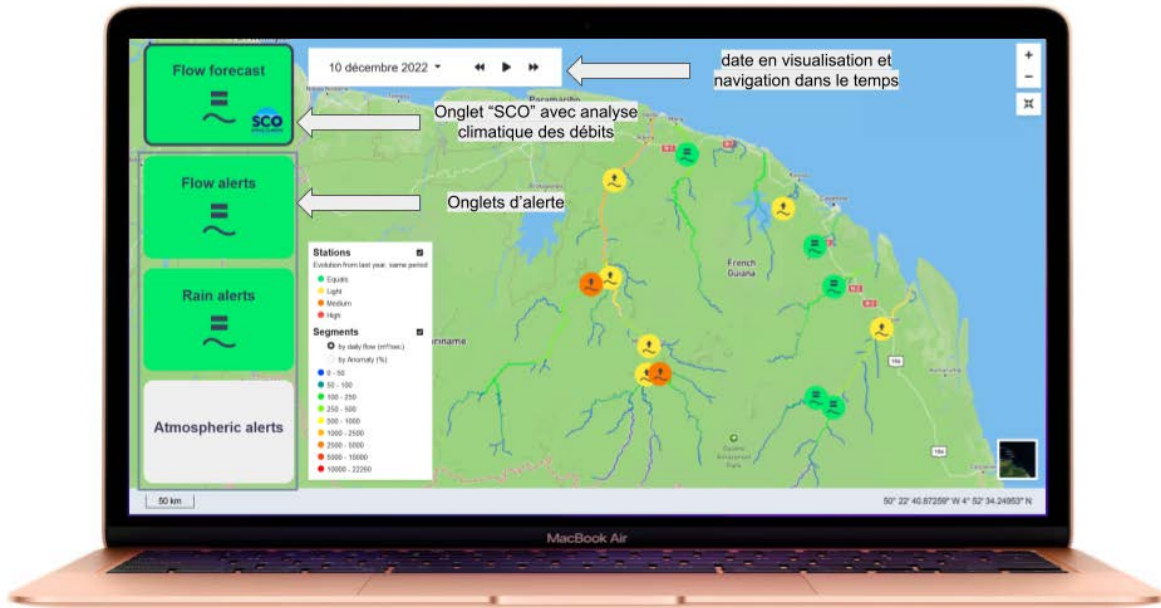 Flow forecast
SCO
10 décembre 2022
date en visualisation et
navigation dans le temps
Onglet “SCO” avec analyse
climatique des débits
Flow alerts
Onglets d’alerte
Rain alerts
Atmospheric alerts
Stations
Evolution from last year, same period
Equals
Light
Medium
High
Segments
by daily flow (m³/sec.)
by Anomaly (%)
0 - 50
50 - 100
100 - 250
250 - 500
500 - 1000
1000 - 2500
2500 - 5000
5000 - 10000
10000 - 22200
Paramaribo
Cayenne
French
Guiana
50 km
50° 22' 40.87259" W 4° 52' 34.24953" N
MacBook Air